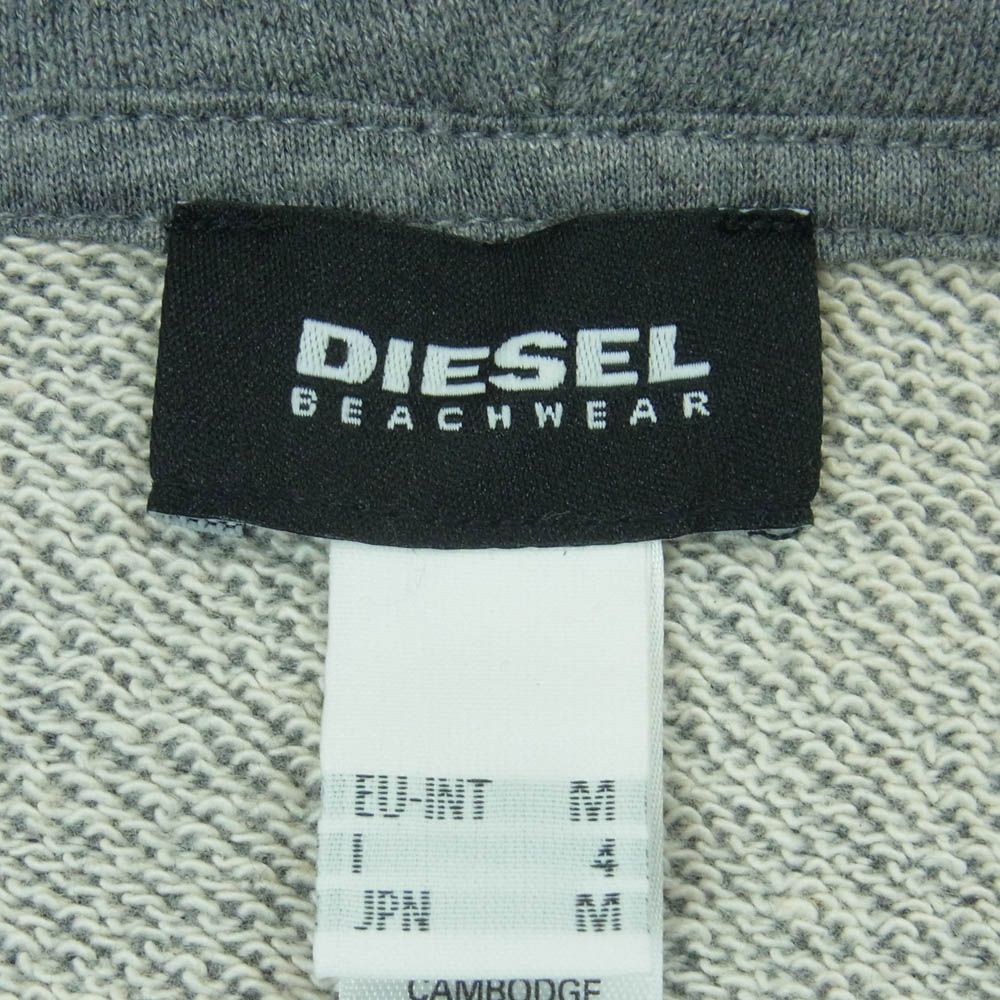 DIESEL
BEACHWEAR
EU-INT M
I 4
JPN M
CAMBODGE